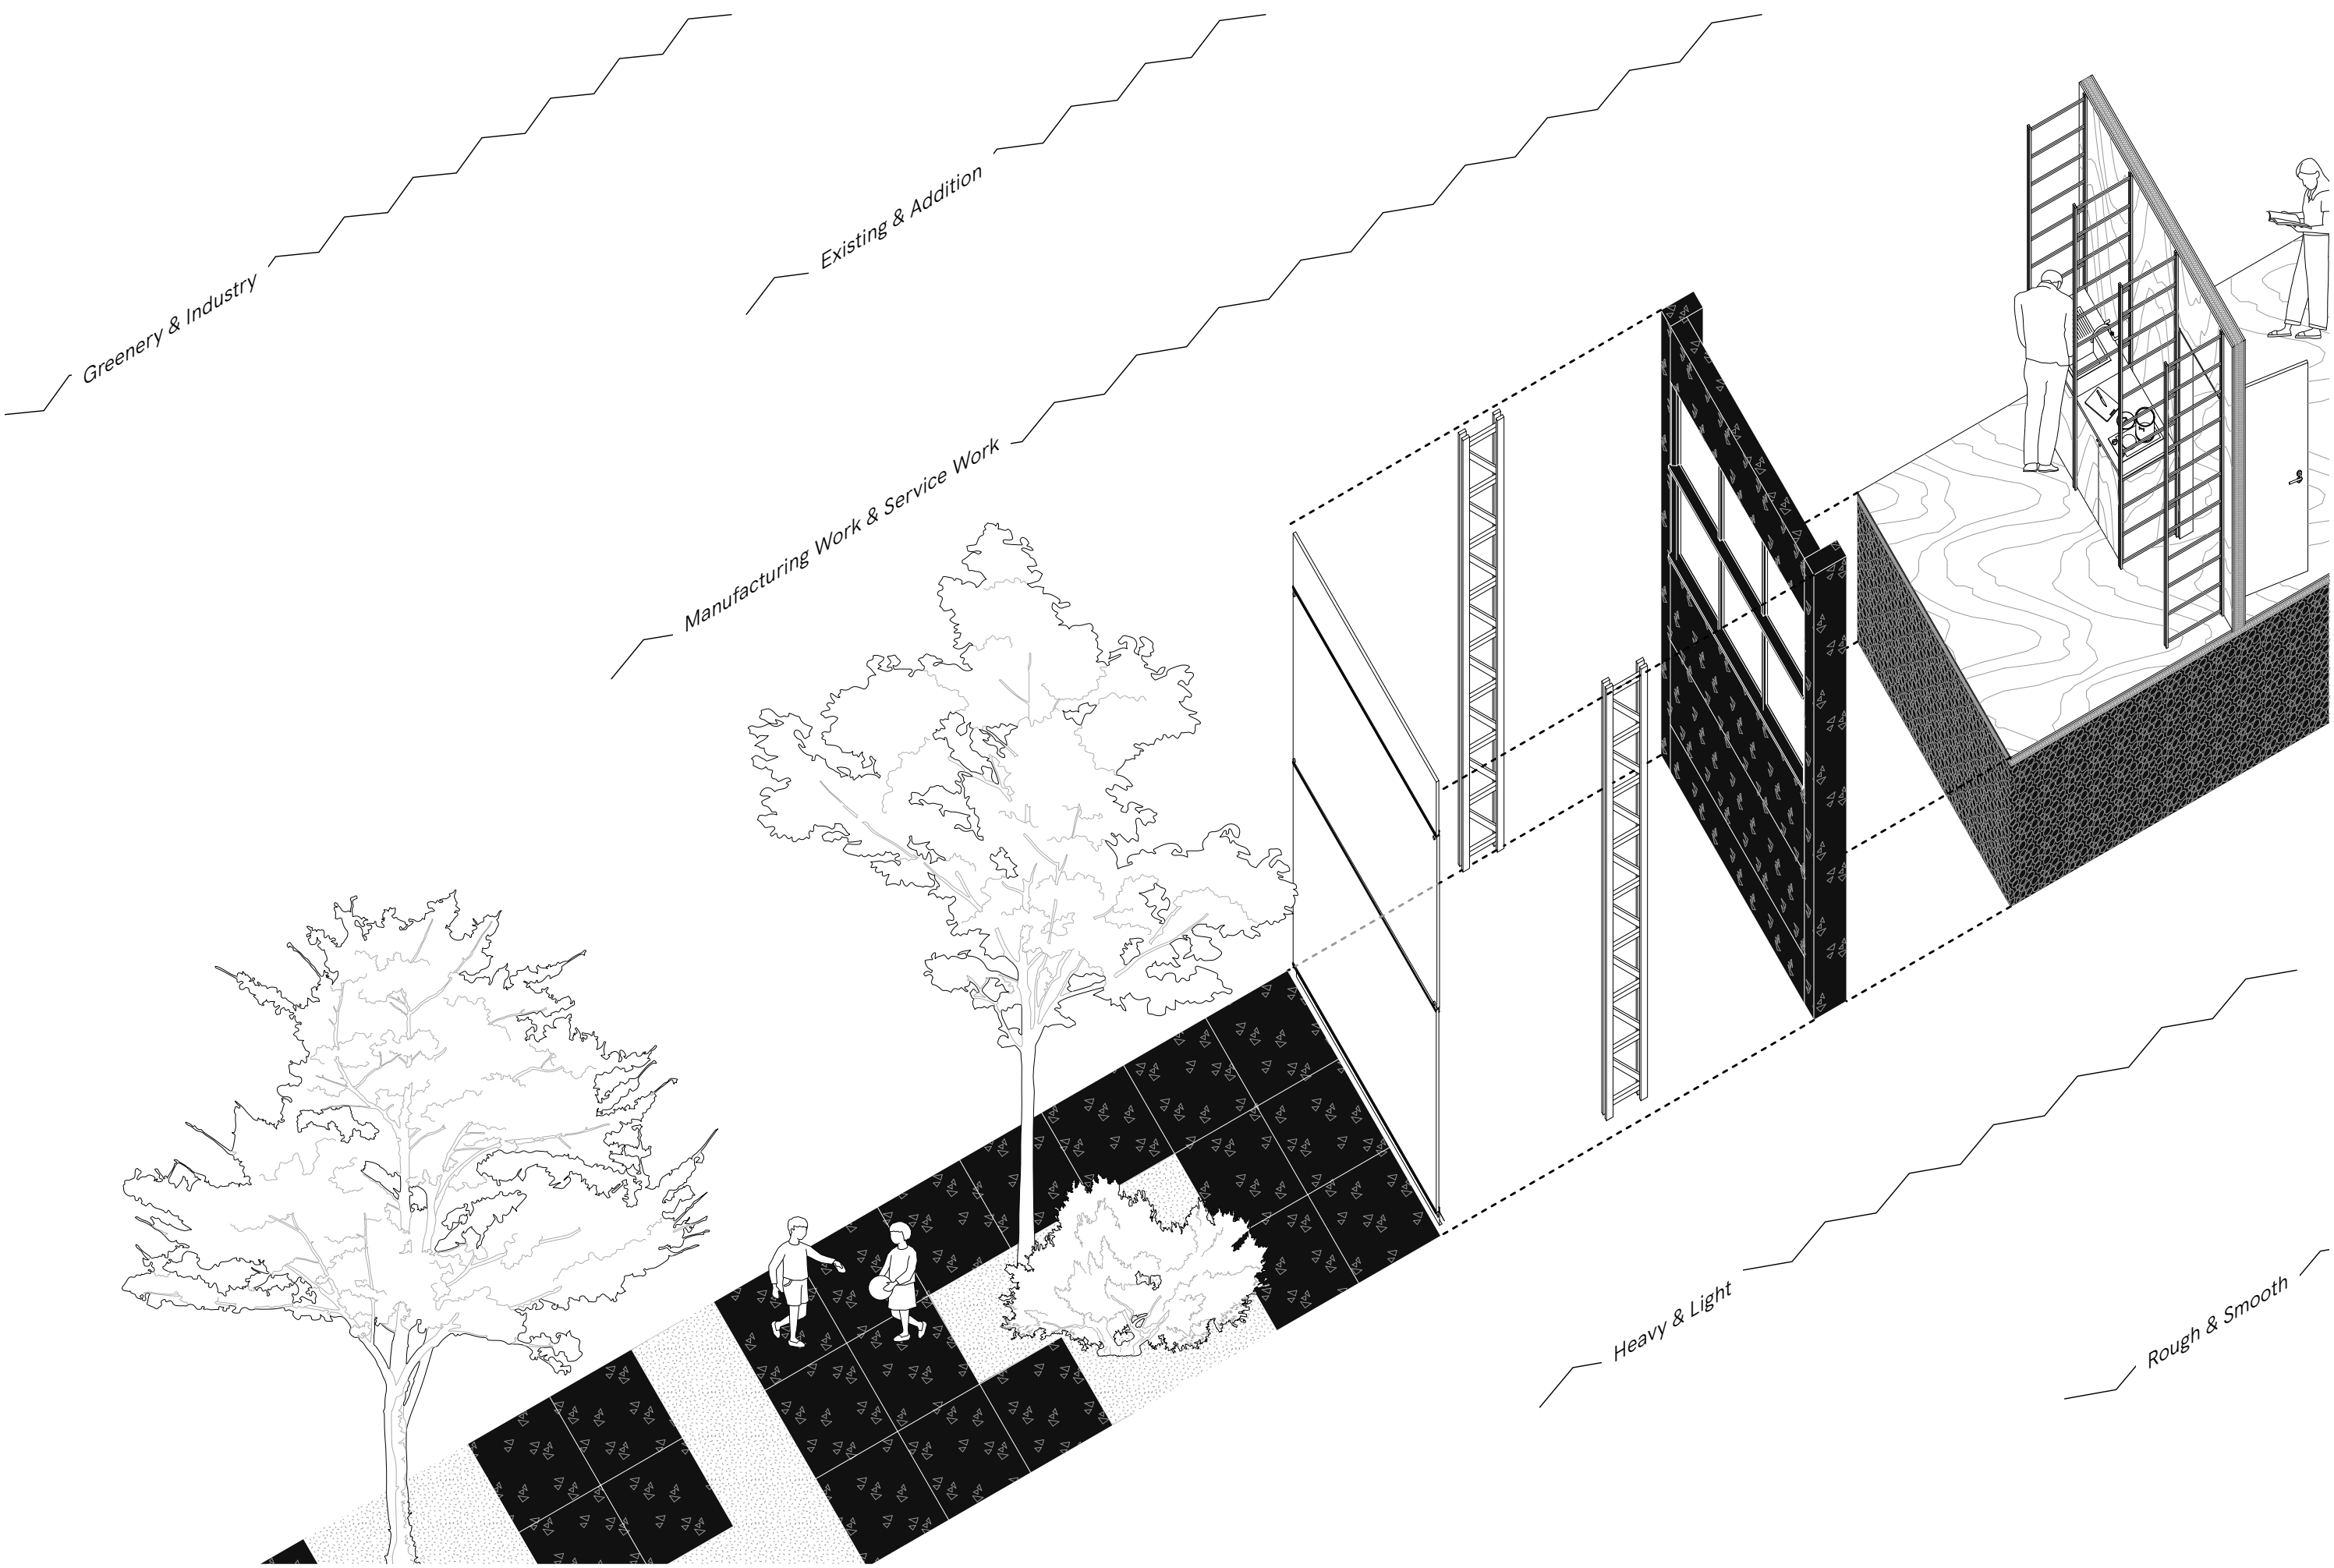 Greenery & Industry
Existing & Addition
Manufacturing Work & Service Work
Heavy & Light
Rough & Smooth